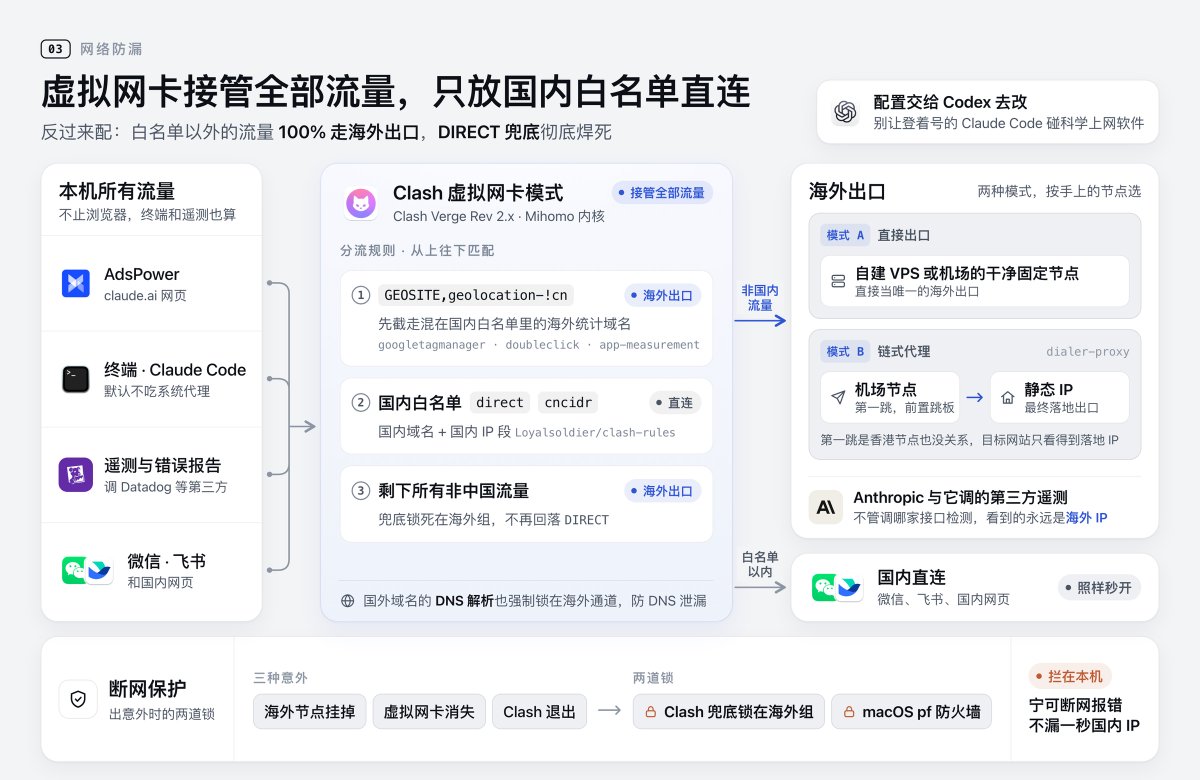 03 网络防漏
虚拟网卡接管全部流量，只放国内白名单直连
反过来配：白名单以外的流量 100% 走海外出口，DIRECT 兜底彻底焊死
配置交给 Codex 去改
别让登着号的 Claude Code 碰科学上网软件
本机所有流量
不止浏览器，终端和遥测也算
AdsPower
claude.ai 网页
终端 · Claude Code
默认不吃系统代理
遥测与错误报告
调 Datadog 等第三方
微信 · 飞书
和国内网页
Clash 虚拟网卡模式
接管全部流量
Clash Verge Rev 2.x · Mihomo 内核
分流规则 · 从上往下匹配
1 GEOSITE,geolocation-!cn 海外出口
先截走混在国内白名单里的海外统计域名
googletagmanager · doubleclick · app-measurement
2 国内白名单 direct cncidr 直连
国内域名 + 国内 IP 段 Loyalsoldier/clash-rules
3 剩下所有非中国流量 海外出口
兜底锁死在海外组，不再回落 DIRECT
国外域名的 DNS 解析也强制锁在海外通道，防 DNS 泄漏
非国内
流量
白名单
以内
海外出口 两种模式，按手上的节点选
模式 A 直接出口
自建 VPS 或机场的干净固定节点
直接当唯一的海外出口
模式 B 链式代理 dialer-proxy
机场节点
第一跳，前置跳板
静态 IP
最终落地出口
第一跳是香港节点也没关系，目标网站只看得到落地 IP
Anthropic 与它调的第三方遥测
不管调哪家接口检测，看到的永远是海外 IP
国内直连
微信、飞书、国内网页
照样秒开
断网保护
出意外时的两道锁
三种意外
海外节点挂掉 虚拟网卡消失 Clash 退出
两道锁
Clash 兜底锁在海外组 macOS pf 防火墙
拦在本机
宁可断网报错
不漏一秒国内 IP